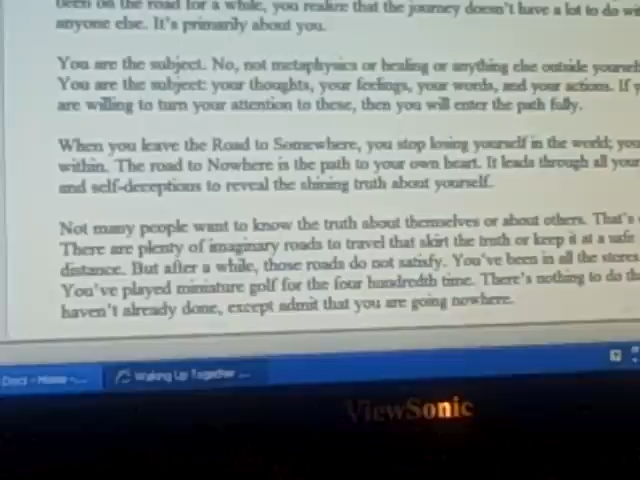 been on the road for a while, you realize that the journey doesn't have a lot to do
anyone else. It's primarily about you.
You are the subject. No, not metaphysics or healing or anything else outside
You are the subject: your thoughts, your feelings, your words, and your actions. If
are willing to turn your attention to these, then you will enter the path fully.
When you leave the Road to Somewhere, you stop losing yourself in the world;
within. The road to Nowhere is the path to your own heart. It leads through all your
and self-deceptions to reveal the shining truth about yourself.
Not many people want to know the truth about themselves or about others. That's
There are plenty of imaginary roads to travel that skirt the truth or keep it at a safe
distance. But after a while, those roads do not satisfy. You've been in all the stores.
You've played miniature golf for the four hundredth time. There's nothing to do
haven't already done, except admit that you are going nowhere.
Waking Up Together ...
ViewSonic